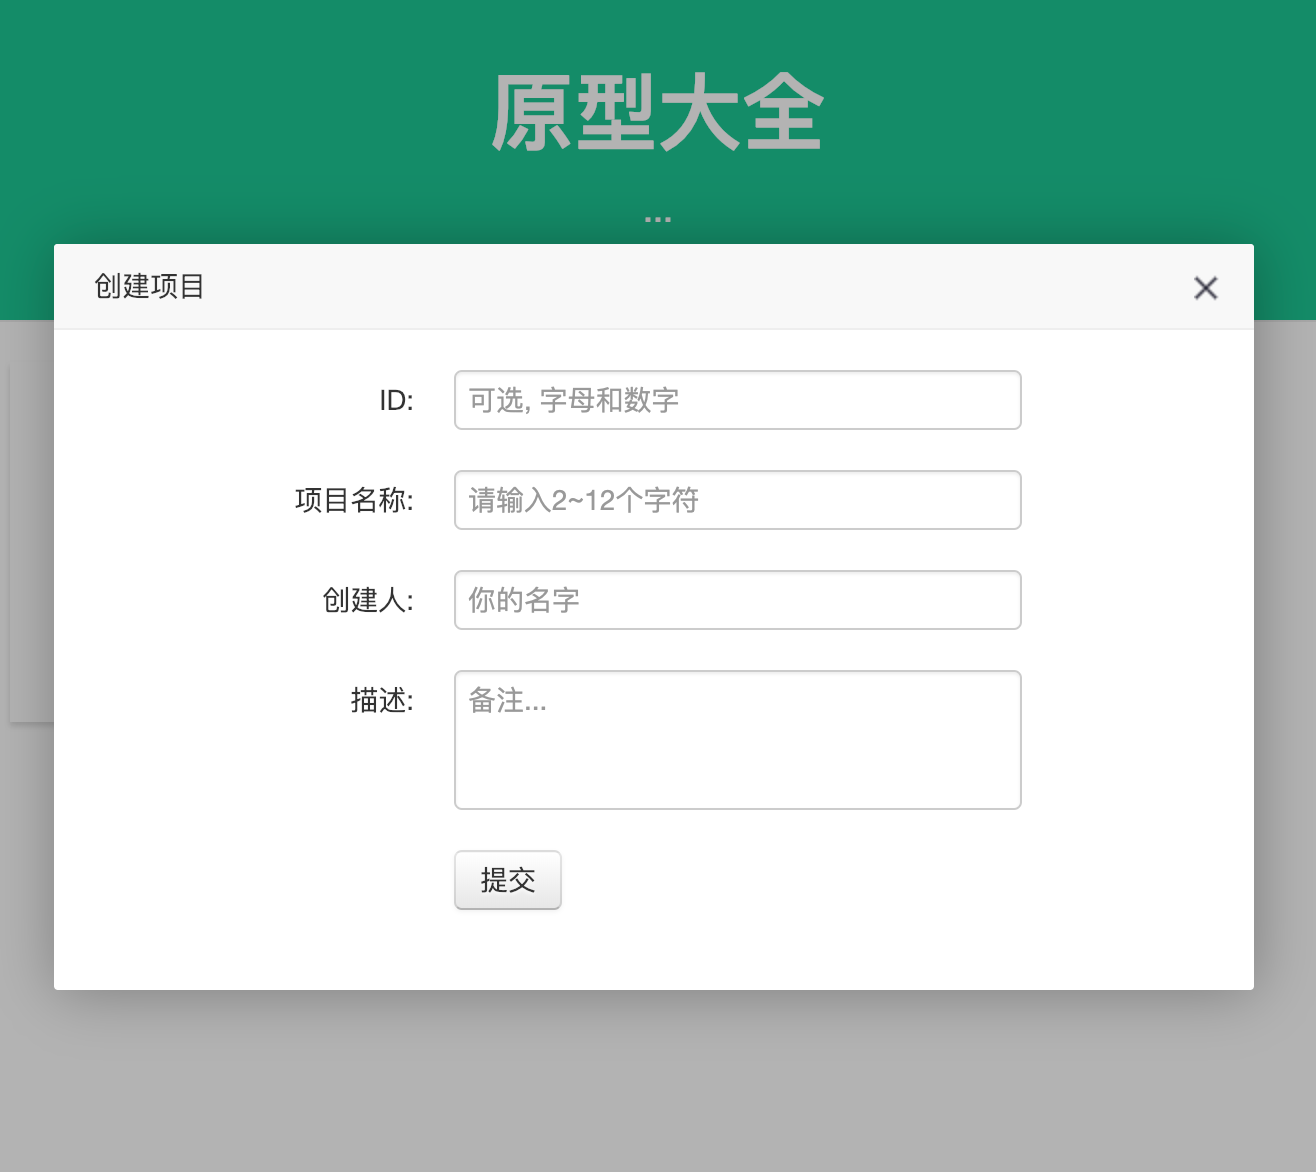 原型大全
...
创建项目
ID: 可选, 字母和数字
项目名称: 请输入2~12个字符
创建人: 你的名字
描述: 备注...
提交